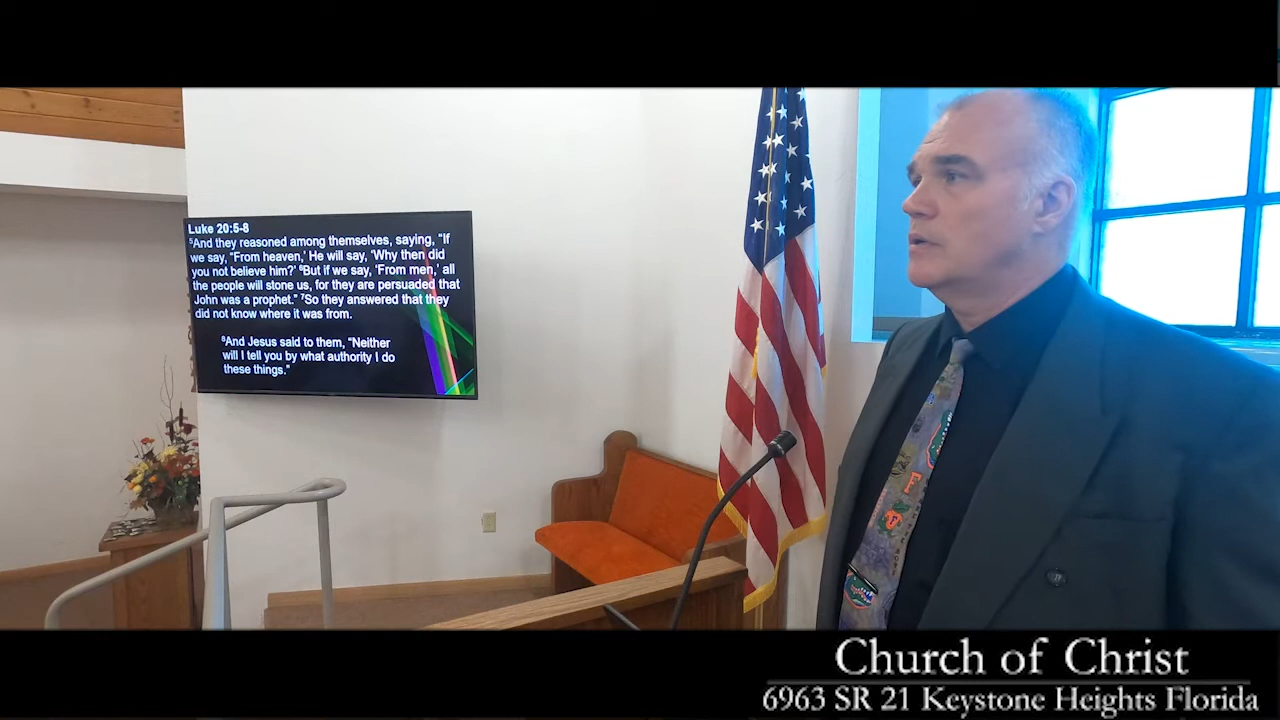 Luke 20:5-8
⁵And they reasoned among themselves, saying, “If
we say, “From heaven,’ He will say, ‘Why then did
you not believe him?’ ⁶But if we say, ‘From men,’ all
the people will stone us, for they are persuaded that
John was a prophet.” ⁷So they answered that they
did not know where it was from.
⁸And Jesus said to them, “Neither
will I tell you by what authority I do
these things.”
Church of Christ
6963 SR 21 Keystone Heights Florida